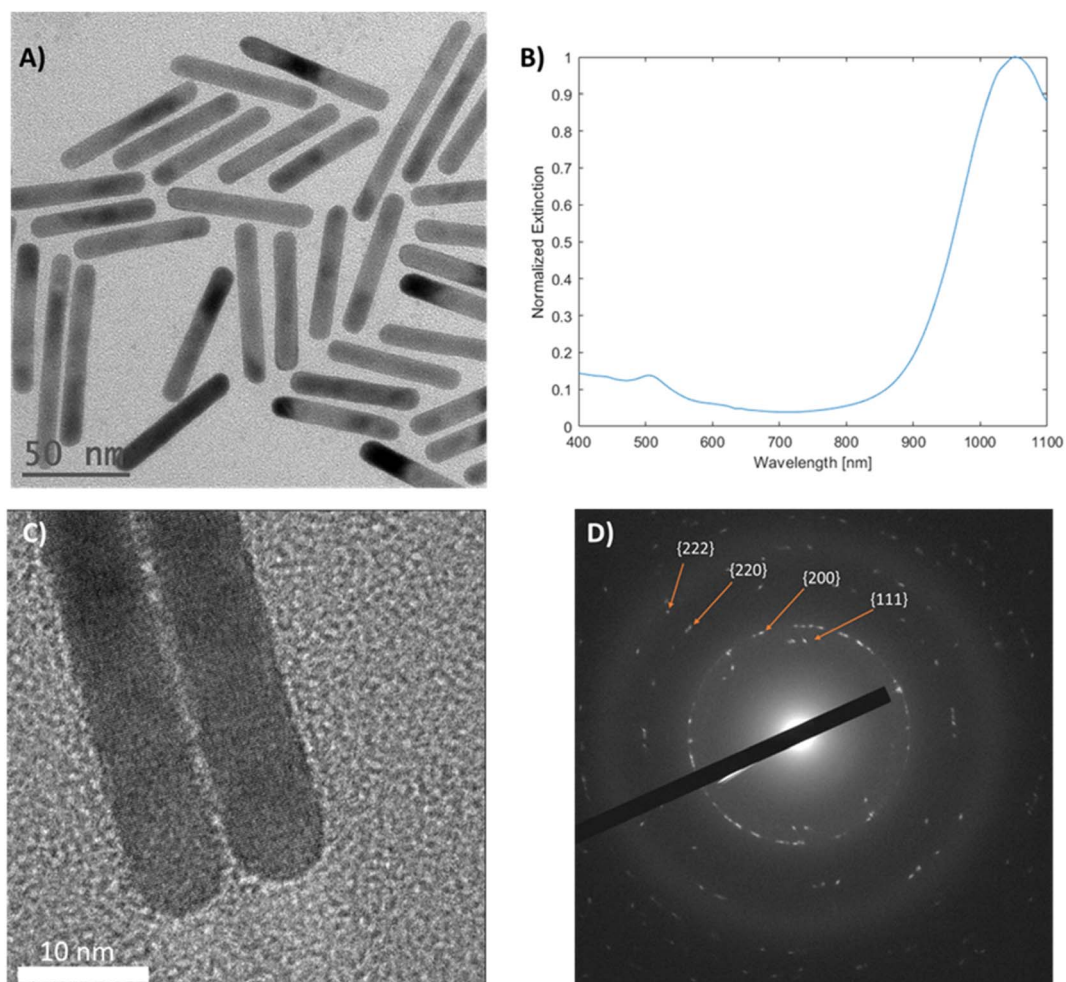 A)
50 nm
B)
1
0.9
0.8
0.7
0.6
0.5
0.4
0.3
0.2
0.1
0
Normalized Extinction
400 500 600 700 800 900 1000 1100
Wavelength [nm]
C)
10 nm
D)
{222}
{220}
{200}
{111}